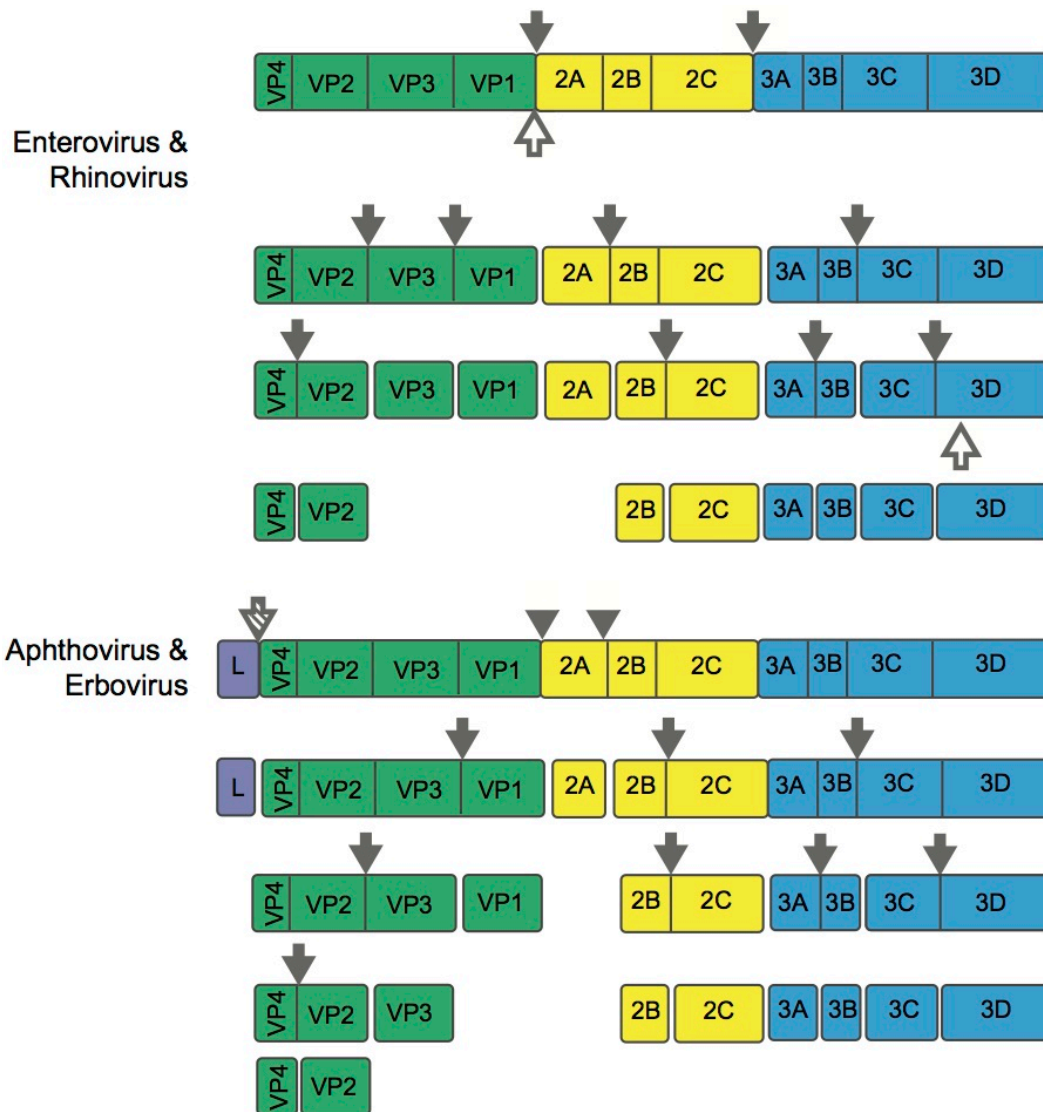 VP4 VP2 VP3 VP1 2A 2B 2C 3A 3B 3C 3D
Enterovirus &
Rhinovirus
VP4 VP2 VP3 VP1 2A 2B 2C 3A 3B 3C 3D
VP4 VP2 VP3 VP1 2A 2B 2C 3A 3B 3C 3D
VP4 VP2 2B 2C 3A 3B 3C 3D
Aphthovirus &
Erbovirus
L VP4 VP2 VP3 VP1 2A 2B 2C 3A 3B 3C 3D
L VP4 VP2 VP3 VP1 2A 2B 2C 3A 3B 3C 3D
VP4 VP2 VP3 VP1 2B 2C 3A 3B 3C 3D
VP4 VP2 VP3 2B 2C 3A 3B 3C 3D
VP4 VP2